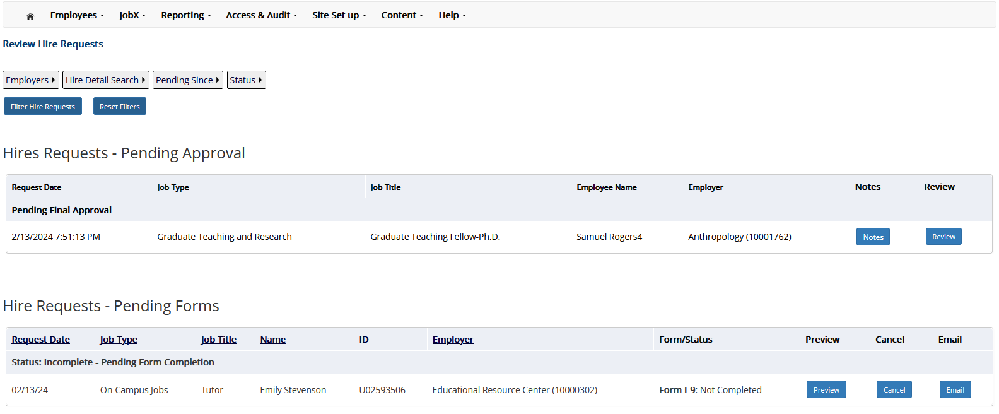 Employees JobX Reporting Access & Audit Site Set up Content Help
Review Hire Requests
Employers Hire Detail Search Pending Since Status
Filter Hire Requests Reset Filters
Hires Requests - Pending Approval
Request Date Job Type Job Title Employee Name Employer Notes Review
Pending Final Approval
2/13/2024 7:51:13 PM Graduate Teaching and Research Graduate Teaching Fellow-Ph.D. Samuel Rogers4 Anthropology (10001762) Notes Review
Hire Requests - Pending Forms
Request Date Job Type Job Title Name ID Employer Form/Status Preview Cancel Email
Status: Incomplete - Pending Form Completion
02/13/24 On-Campus Jobs Tutor Emily Stevenson U02593506 Educational Resource Center (10000302) Form I-9: Not Completed Preview Cancel Email